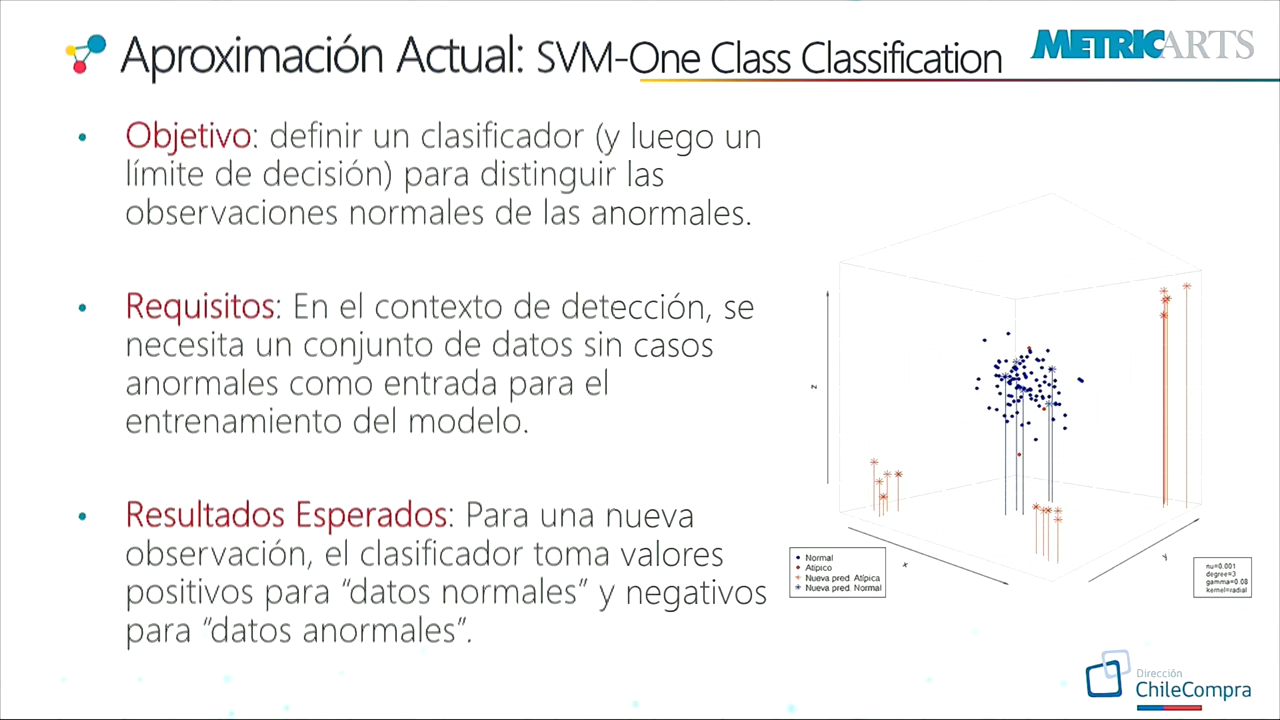 Aproximación Actual: SVM-One Class Classification
METRICARTS
• Objetivo: definir un clasificador (y luego un
límite de decisión) para distinguir las
observaciones normales de las anormales.
• Requisitos: En el contexto de detección, se
necesita un conjunto de datos sin casos
anormales como entrada para el
entrenamiento del modelo.
• Resultados Esperados: Para una nueva
observación, el clasificador toma valores
positivos para “datos normales” y negativos
para “datos anormales”.
z
x
y
Normal
Atípico
Nueva pred. Atípica
Nueva pred. Normal
nu=0.001
degree=3
gamma=0.08
kernel=radial
Dirección
ChileCompra